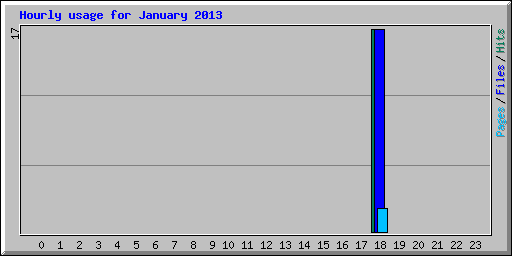 Hourly usage for January 2013
17
Pages/Files/Hits
0 1 2 3 4 5 6 7 8 9 10 11 12 13 14 15 16 17 18 19 20 21 22 23